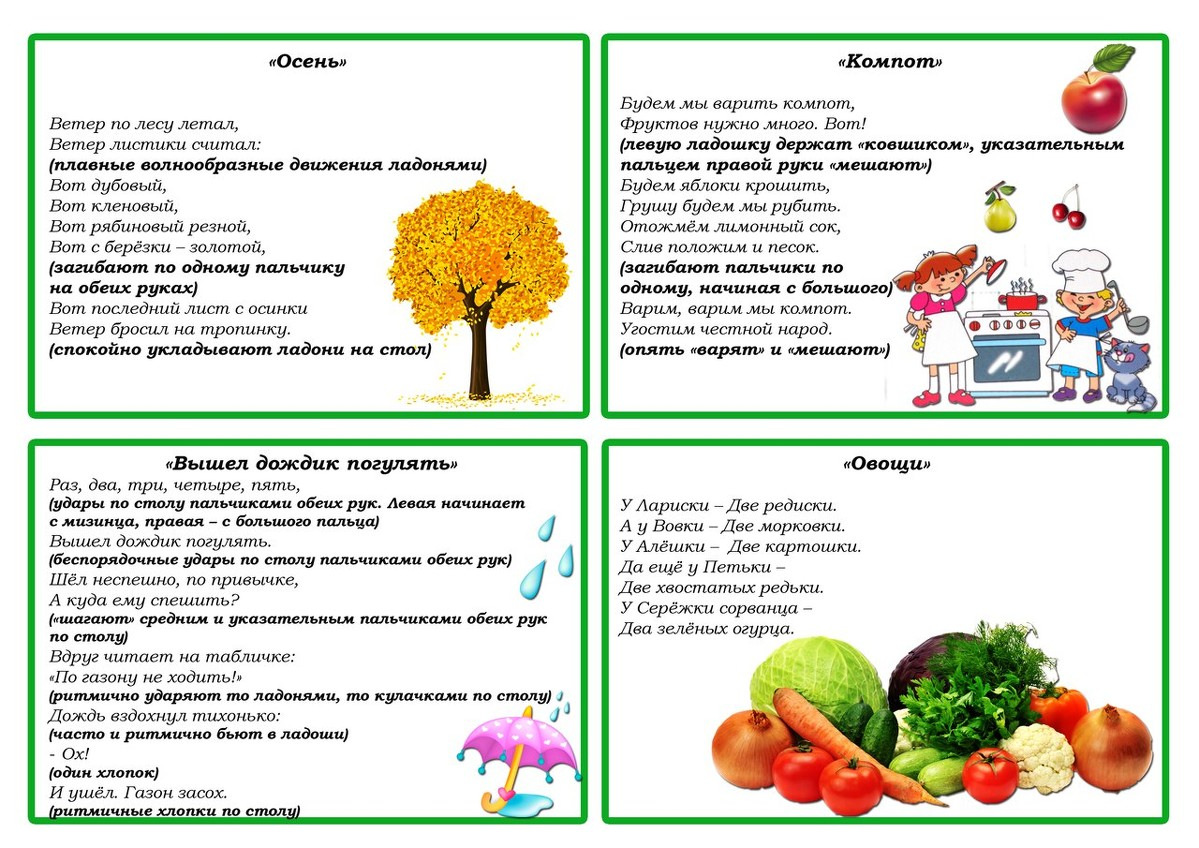 «Осень»
Ветер по лесу летал,
Ветер листики считал:
(плавные волнообразные движения ладонями)
Вот дубовый,
Вот кленовый,
Вот рябиновый резной,
Вот с берёзки – золотой,
(загибают по одному пальчику
на обеих руках)
Вот последний лист с осинки
Ветер бросил на тропинку.
(спокойно укладывают ладони на стол)
«Компот»
Будем мы варить компот,
Фруктов нужно много. Вот!
(левую ладошку держат «ковшиком», указательным
пальцем правой руки «мешают»)
Будем яблоки крошить,
Грушу будем мы рубить.
Отожмём лимонный сок,
Слив положим и песок.
(загибают пальчики по
одному, начиная с большого)
Варим, варим мы компот.
Угостим честной народ.
(опять «варят» и «мешают»)
«Вышел дождик погулять»
Раз, два, три, четыре, пять,
(удары по столу пальчиками обеих рук. Левая начинает
с мизинца, правая – с большого пальца)
Вышел дождик погулять.
(беспорядочные удары по столу пальчиками обеих рук)
Шёл неспешно, по привычке,
А куда ему спешить?
(«шагают» средним и указательным пальчиками обеих рук
по столу)
Вдруг читает на табличке:
«По газону не ходить!»
(ритмично ударяют то ладонями, то кулачками по столу)
Дождь вздохнул тихонько:
(часто и ритмично бьют в ладоши)
- Ох!
(один хлопок)
И ушёл. Газон засох.
(ритмичные хлопки по столу)
«Овощи»
У Лариски – Две редиски.
А у Вовки – Две морковки.
У Алёшки – Две картошки.
Да ещё у Петьки –
Две хвостатых редьки.
У Серёжки сорванца –
Два зелёных огурца.